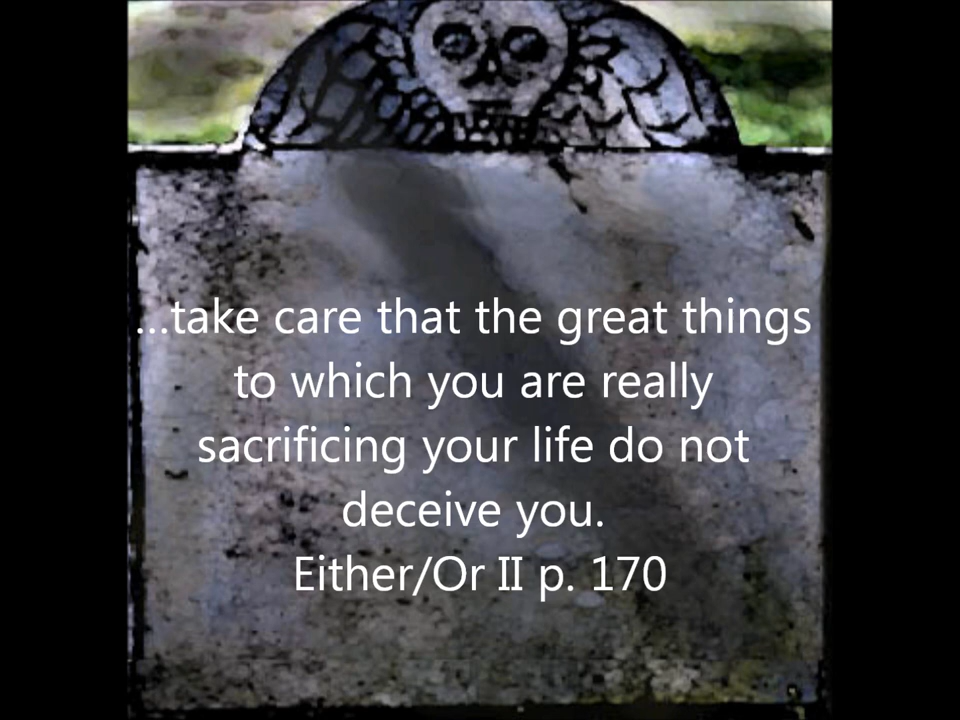 ...take care that the great things
to which you are really
sacrificing your life do not
deceive you.
Either/Or II p. 170